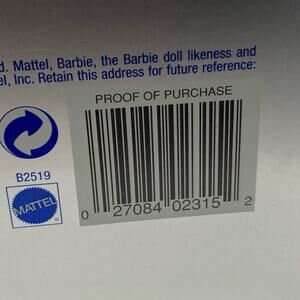 d. Mattel, Barbie, the Barbie doll likeness and
el, Inc. Retain this address for future reference:
PROOF OF PURCHASE
B2519
MATTEL
0 27084 02315 2